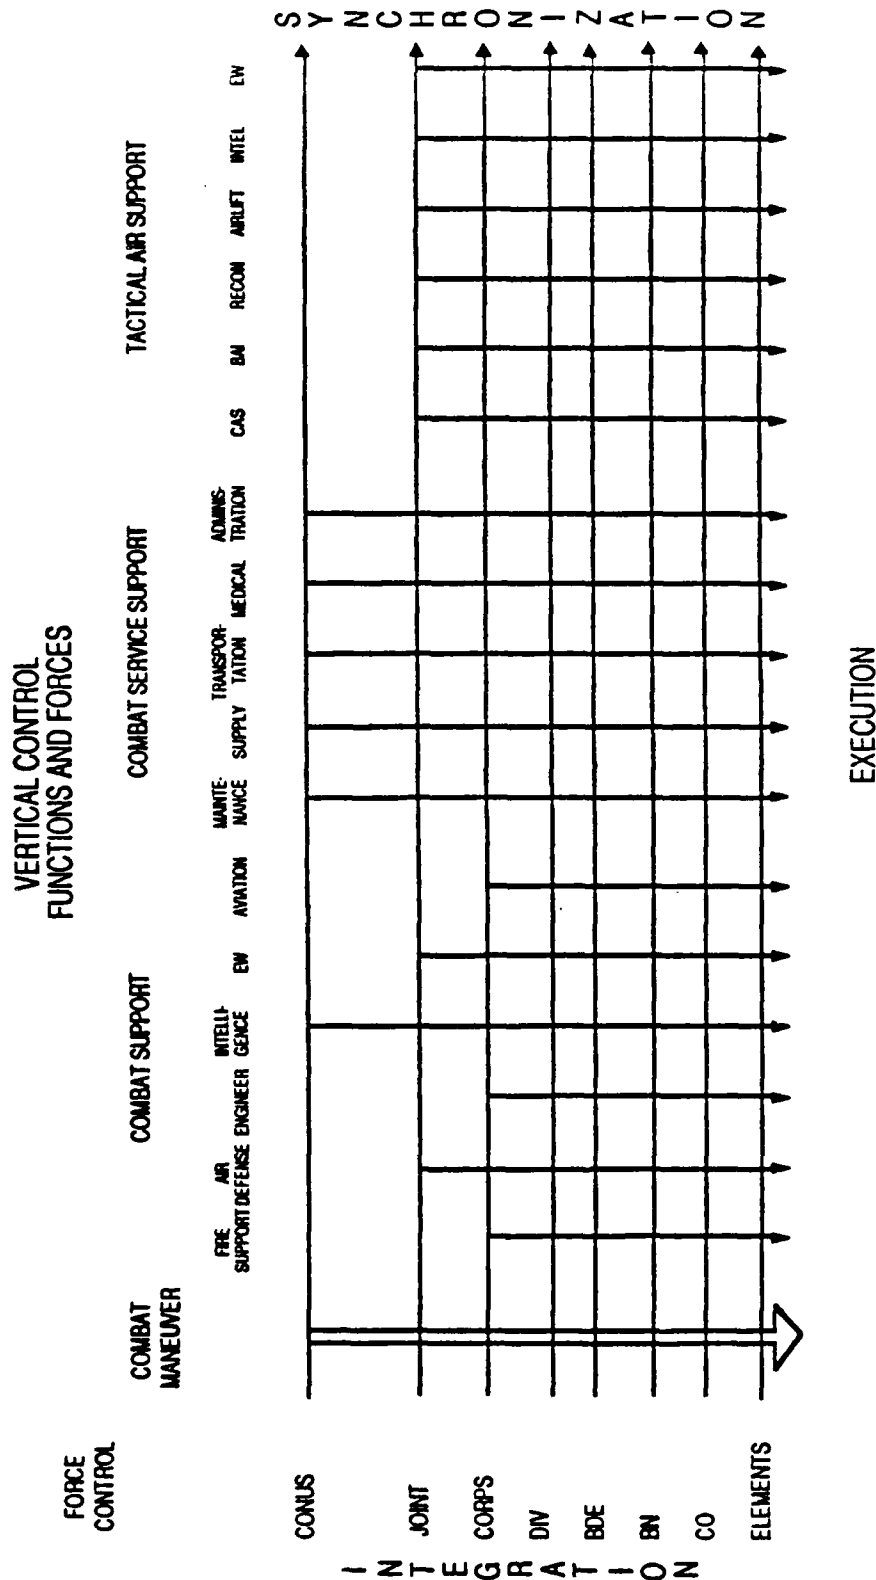 VERTICAL CONTROL
FUNCTIONS AND FORCES
FORCE
CONTROL
COMBAT
MANEUVER
COMBAT SUPPORT
COMBAT SERVICE SUPPORT
TACTICAL AIR SUPPORT
FIRE
SUPPORT
AIR
DEFENSE
ENGINEER
INTELLI-
GENCE
EW
AVIATION
MAINTE-
NANCE
SUPPLY
TRANSPOR-
TATION
MEDICAL
ADMINIS-
TRATION
CAS
BAI
RECON
AIRLIFT
INTEL
EW
INTEGRATION
CONUS
JOINT
CORPS
DIV
BDE
BN
CO
ELEMENTS
SYNCHRONIZATION
EXECUTION